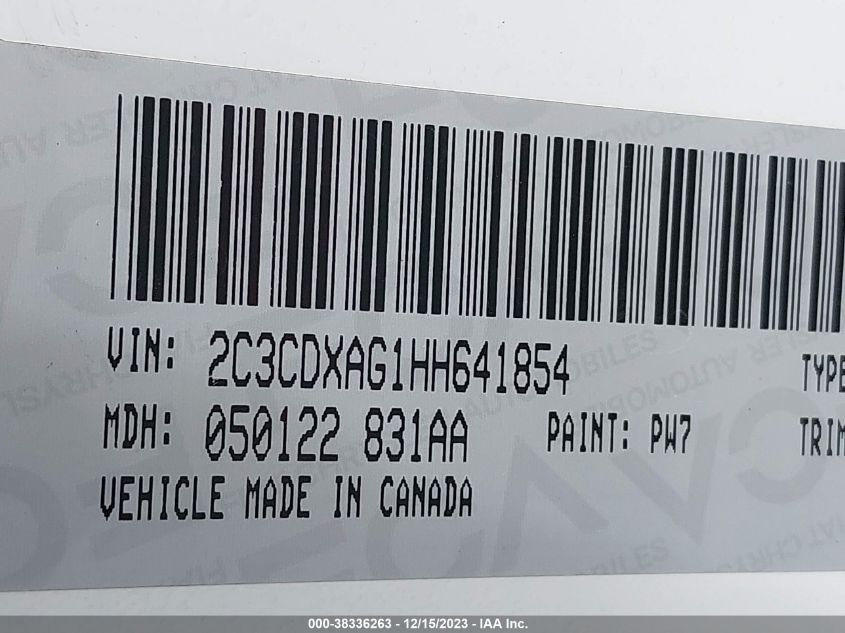 VIN: 2C3CDXAG1HH641854 TYPE
MDH: 050122 831AA PAINT: PW7 TRIM
VEHICLE MADE IN CANADA
000-38336263 - 12/15/2023 - IAA Inc.